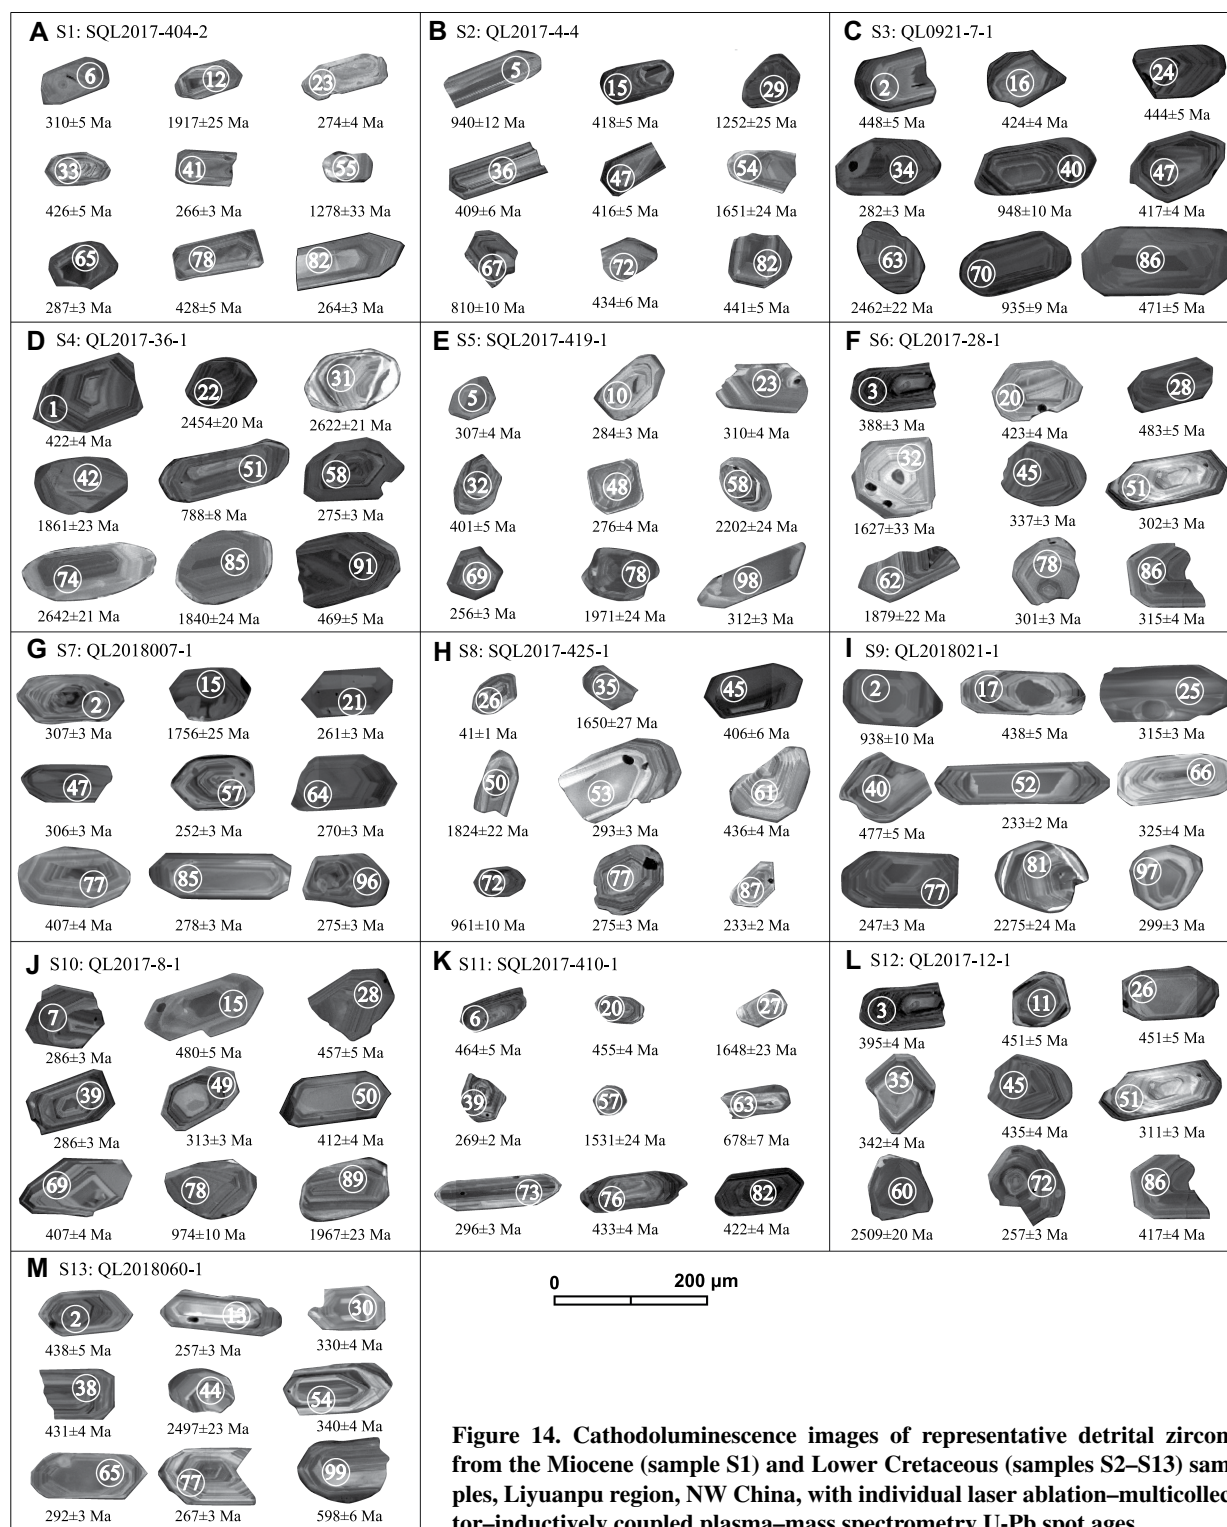 A S1: SQL2017-404-2
6 12 23
310±5 Ma 1917±25 Ma 274±4 Ma
33 41 55
426±5 Ma 266±3 Ma 1278±33 Ma
65 78 82
287±3 Ma 428±5 Ma 264±3 Ma
B S2: QL2017-4-4
5 15 29
940±12 Ma 418±5 Ma 1252±25 Ma
36 47 54
409±6 Ma 416±5 Ma 1651±24 Ma
67 72 82
810±10 Ma 434±6 Ma 441±5 Ma
C S3: QL0921-7-1
2 16 24
448±5 Ma 424±4 Ma 444±5 Ma
34 40 47
282±3 Ma 948±10 Ma 417±4 Ma
63 70 86
2462±22 Ma 935±9 Ma 471±5 Ma
D S4: QL2017-36-1
1 22 31
422±4 Ma 2454±20 Ma 2622±21 Ma
42 51 58
1861±23 Ma 788±8 Ma 275±3 Ma
74 85 91
2642±21 Ma 1840±24 Ma 469±5 Ma
E S5: SQL2017-419-1
5 10 23
307±4 Ma 284±3 Ma 310±4 Ma
32 48 58
401±5 Ma 276±4 Ma 2202±24 Ma
69 78 98
256±3 Ma 1971±24 Ma 312±3 Ma
F S6: QL2017-28-1
3 20 28
388±3 Ma 423±4 Ma 483±5 Ma
32 45 51
1627±33 Ma 337±3 Ma 302±3 Ma
62 78 86
1879±22 Ma 301±3 Ma 315±4 Ma
G S7: QL2018007-1
2 15 21
307±3 Ma 1756±25 Ma 261±3 Ma
47 57 64
306±3 Ma 252±3 Ma 270±3 Ma
77 85 96
407±4 Ma 278±3 Ma 275±3 Ma
H S8: SQL2017-425-1
26 35 45
41±1 Ma 1650±27 Ma 406±6 Ma
50 53 61
1824±22 Ma 293±3 Ma 436±4 Ma
72 77 87
961±10 Ma 275±3 Ma 233±2 Ma
I S9: QL2018021-1
2 17 25
938±10 Ma 438±5 Ma 315±3 Ma
40 52 66
477±5 Ma 233±2 Ma 325±4 Ma
77 81 97
247±3 Ma 2275±24 Ma 299±3 Ma
J S10: QL2017-8-1
7 15 28
286±3 Ma 480±5 Ma 457±5 Ma
39 49 50
286±3 Ma 313±3 Ma 412±4 Ma
69 78 89
407±4 Ma 974±10 Ma 1967±23 Ma
K S11: SQL2017-410-1
6 20 27
464±5 Ma 455±4 Ma 1648±23 Ma
39 57 63
269±2 Ma 1531±24 Ma 678±7 Ma
73 76 82
296±3 Ma 433±4 Ma 422±4 Ma
L S12: QL2017-12-1
3 11 26
395±4 Ma 451±5 Ma 451±5 Ma
35 45 51
342±4 Ma 435±4 Ma 311±3 Ma
60 72 86
2509±20 Ma 257±3 Ma 417±4 Ma
M S13: QL2018060-1
2 13 30
438±5 Ma 257±3 Ma 330±4 Ma
38 44 54
431±4 Ma 2497±23 Ma 340±4 Ma
65 77 99
292±3 Ma 267±3 Ma 598±6 Ma
0 200 µm
Figure 14. Cathodoluminescence images of representative detrital zircon
from the Miocene (sample S1) and Lower Cretaceous (samples S2–S13) sam
ples, Liyuanpu region, NW China, with individual laser ablation–multicollec
tor–inductively coupled plasma–mass spectrometry U-Pb spot ages